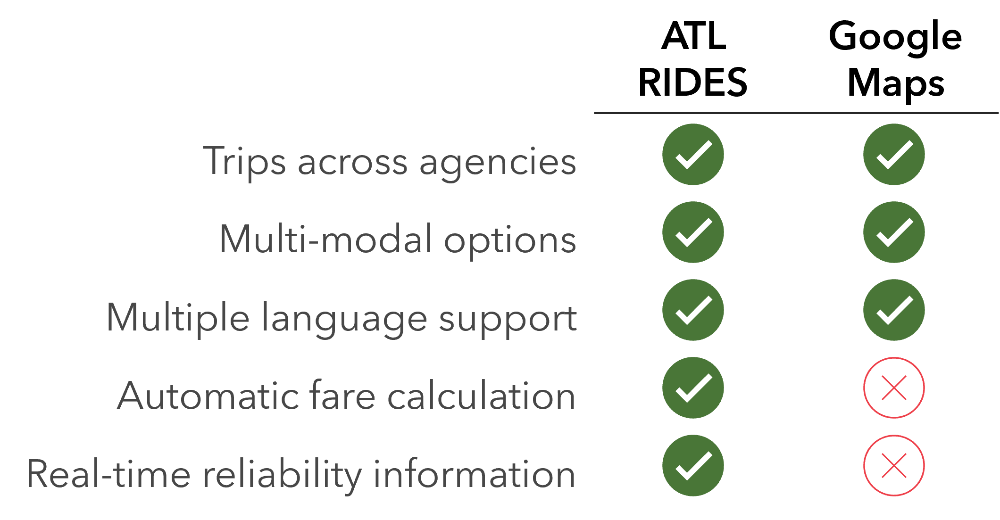 ATL
RIDES
Google
Maps
Trips across agencies
Multi-modal options
Multiple language support
Automatic fare calculation
Real-time reliability information